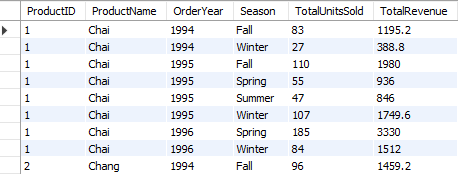 ProductID ProductName OrderYear Season TotalUnitsSold TotalRevenue
1 Chai 1994 Fall 83 1195.2
1 Chai 1994 Winter 27 388.8
1 Chai 1995 Fall 110 1980
1 Chai 1995 Spring 55 936
1 Chai 1995 Summer 47 846
1 Chai 1995 Winter 107 1749.6
1 Chai 1996 Spring 185 3330
1 Chai 1996 Winter 84 1512
2 Chang 1994 Fall 96 1459.2